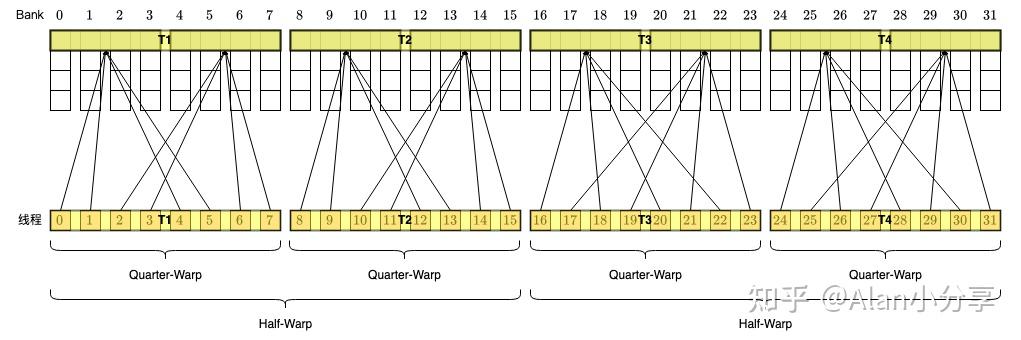 Bank 0 1 2 3 4 5 6 7 8 9 10 11 12 13 14 15 16 17 18 19 20 21 22 23 24 25 26 27 28 29 30 31
T1 T2 T3 T4
线程 0 1 2 3 T1 4 5 6 7 8 9 10 11 T2 12 13 14 15 16 17 18 19 T3 20 21 22 23 24 25 26 27 T4 28 29 30 31
Quarter-Warp Quarter-Warp Quarter-Warp Quarter-Warp
知乎 @Alan小分享
Half-Warp Half-Warp